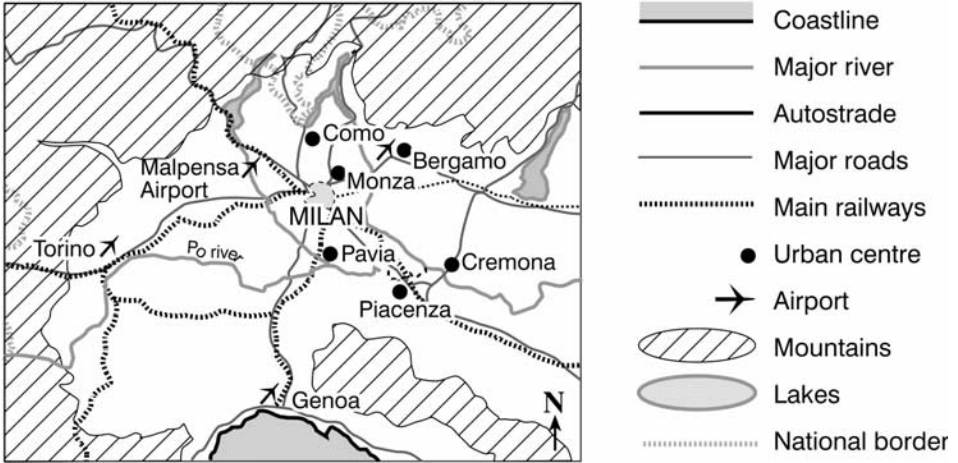 Como
Bergamo
Malpensa
Airport
Monza
MILAN
Torino
Po river
Pavia
Cremona
Piacenza
Genoa
N
Coastline
Major river
Autostrade
Major roads
Main railways
Urban centre
Airport
Mountains
Lakes
National border